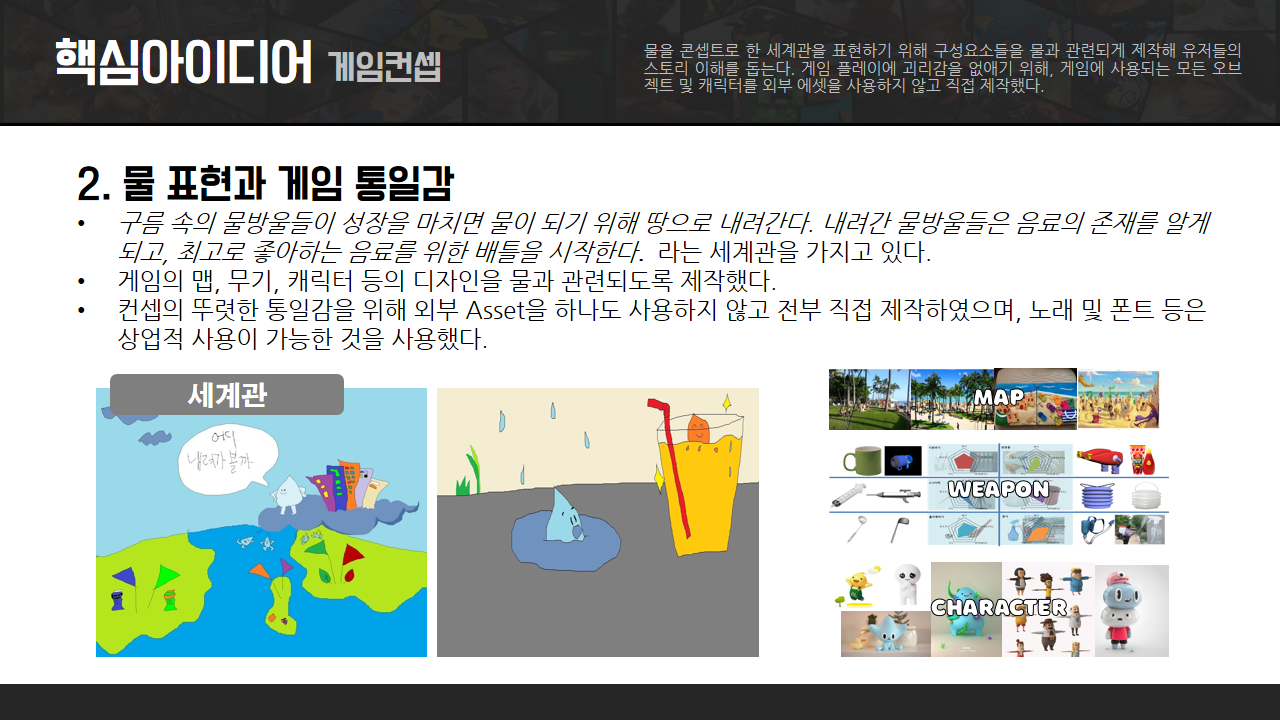 핵심아이디어 게임컨셉
물을 콘셉트로 한 세계관을 표현하기 위해 구성요소들을 물과 관련되게 제작해 유저들의
스토리 이해를 돕는다. 게임 플레이에 괴리감을 없애기 위해, 게임에 사용되는 모든 오브
젝트 및 캐릭터를 외부 에셋을 사용하지 않고 직접 제작했다.
2. 물 표현과 게임 통일감
• 구름 속의 물방울들이 성장을 마치면 물이 되기 위해 땅으로 내려간다. 내려간 물방울들은 음료의 존재를 알게
되고, 최고로 좋아하는 음료를 위한 배틀을 시작한다. 라는 세계관을 가지고 있다.
• 게임의 맵, 무기, 캐릭터 등의 디자인을 물과 관련되도록 제작했다.
• 컨셉의 뚜렷한 통일감을 위해 외부 Asset을 하나도 사용하지 않고 전부 직접 제작하였으며, 노래 및 폰트 등은
상업적 사용이 가능한 것을 사용했다.
세계관
어디
내려가볼까
MAP
WEAPON
CHARACTER